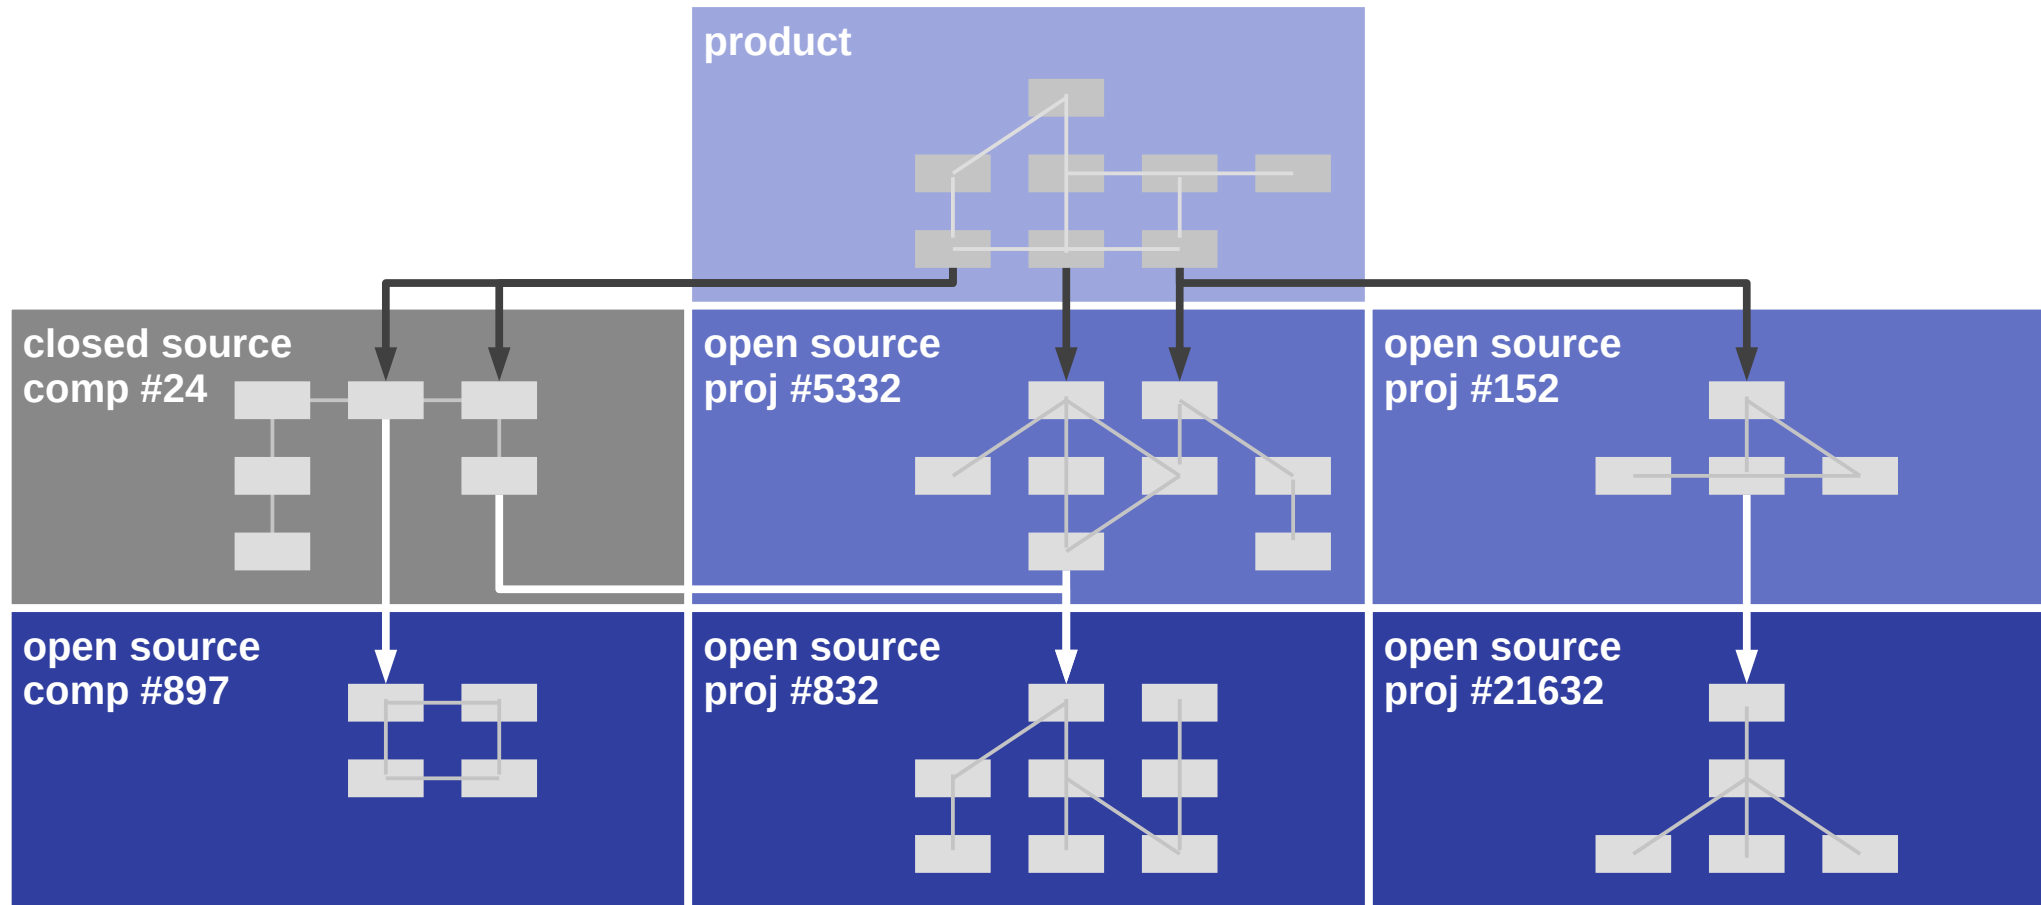 product
closed source
comp #24
open source
proj #5332
open source
proj #152
open source
comp #897
open source
proj #832
open source
proj #21632